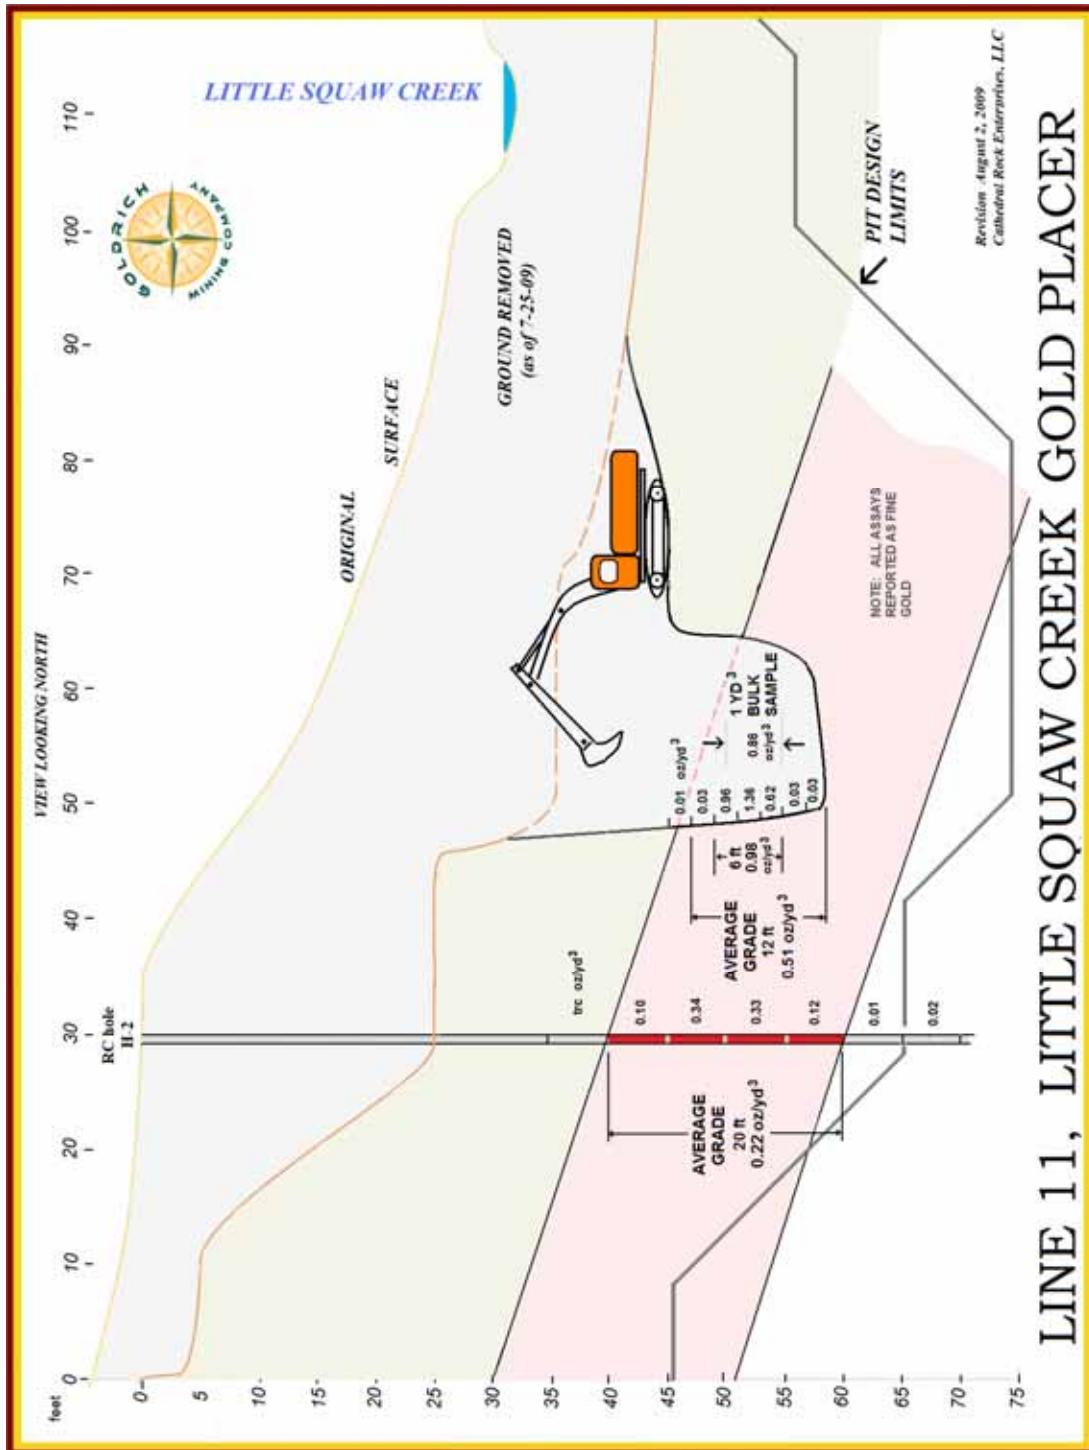 VIEW LOOKING NORTH
GOLDRICH
MINING COMPANY
LITTLE SQUAW CREEK
feet
0
10
20
30
40
50
60
70
80
90
100
110
0
5
10
15
20
25
30
35
40
45
50
55
60
65
70
75
RC hole
H-2
ORIGINAL SURFACE
GROUND REMOVED
(as of 7-25-09)
trc oz/yd³
0.10
0.34
0.33
0.12
0.01
0.02
AVERAGE
GRADE
20 ft
0.22 oz/yd³
AVERAGE
GRADE
12 ft
0.51 oz/yd³
6 ft
0.98
oz/yd³
0.01 oz/yd³
0.03
0.96
1.36
0.62
0.03
0.03
1 YD³
BULK
SAMPLE
0.86
oz/yd³
NOTE: ALL ASSAYS
REPORTED AS FINE
GOLD
PIT DESIGN
LIMITS
Revision August 2, 2009
Cathedral Rock Enterprises, LLC
LINE 11, LITTLE SQUAW CREEK GOLD PLACER